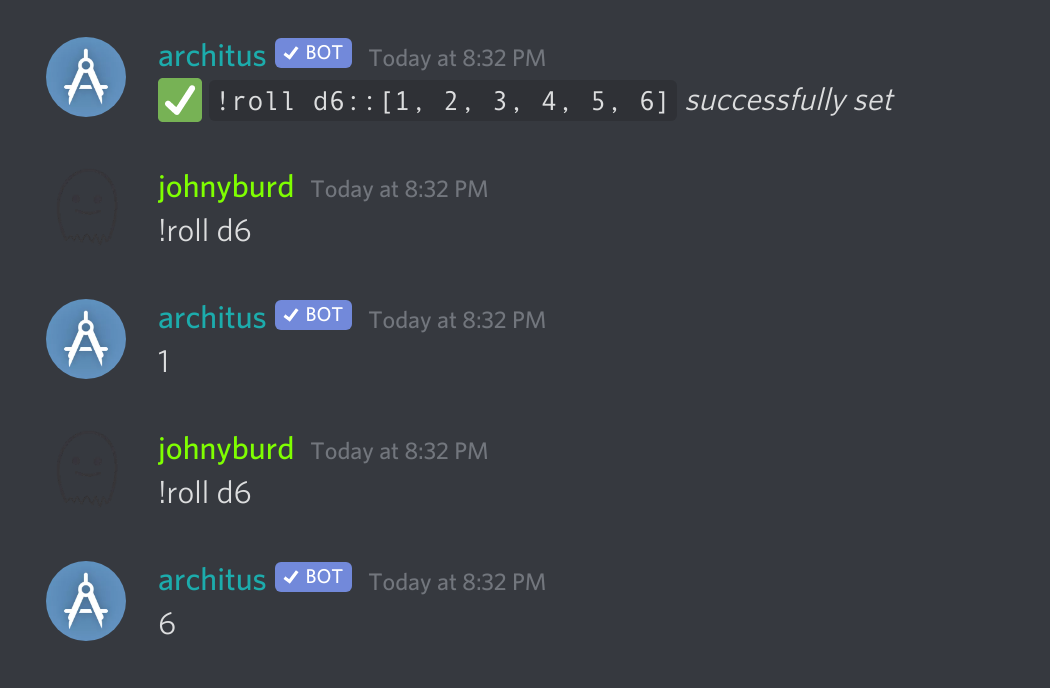 architus ✓ BOT Today at 8:32 PM
✅ !roll d6::[1, 2, 3, 4, 5, 6] successfully set
johnyburd Today at 8:32 PM
!roll d6
architus ✓ BOT Today at 8:32 PM
1
johnyburd Today at 8:32 PM
!roll d6
architus ✓ BOT Today at 8:32 PM
6